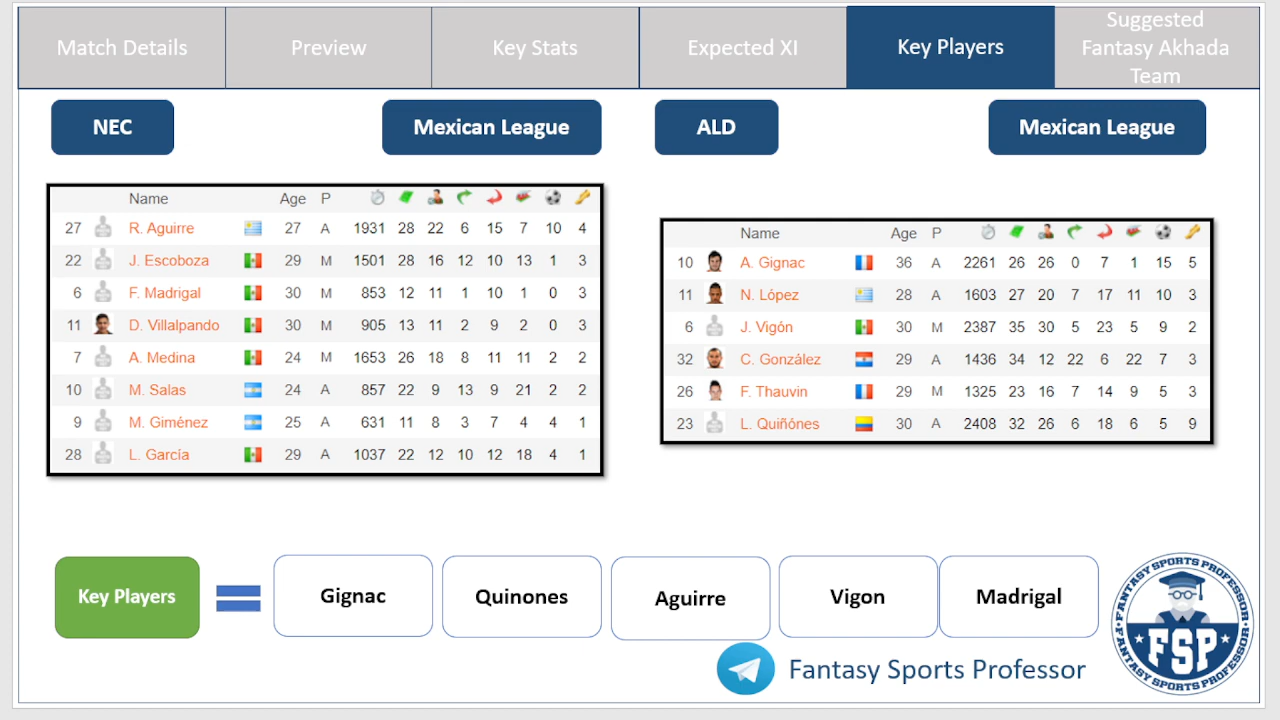 Match Details
Preview
Key Stats
Expected XI
Key Players
Suggested
Fantasy Akhada
Team
NEC
Mexican League
ALD
Mexican League
Name Age P
27 R. Aguirre 27 A 1931 28 22 6 15 7 10 4
22 J. Escoboza 29 M 1501 28 16 12 10 13 1 3
6 F. Madrigal 30 M 853 12 11 1 10 1 0 3
11 D. Villalpando 30 M 905 13 11 2 9 2 0 3
7 A. Medina 24 M 1653 26 18 8 11 11 2 2
10 M. Salas 24 A 857 22 9 13 9 21 2 2
9 M. Giménez 25 A 631 11 8 3 7 4 4 1
28 L. García 29 A 1037 22 12 10 12 18 4 1
Name Age P
10 A. Gignac 36 A 2261 26 26 0 7 1 15 5
11 N. López 28 A 1603 27 20 7 17 11 10 3
6 J. Vigón 30 M 2387 35 30 5 23 5 9 2
32 C. González 29 A 1436 34 12 22 6 22 7 3
26 F. Thauvin 29 M 1325 23 16 7 14 9 5 3
23 L. Quiñónes 30 A 2408 32 26 6 18 6 5 9
Key Players
Gignac
Quinones
Aguirre
Vigon
Madrigal
Fantasy Sports Professor
FANTASY SPORTS PROFESSOR
FSP
FANTASY SPORTS PROFESSOR